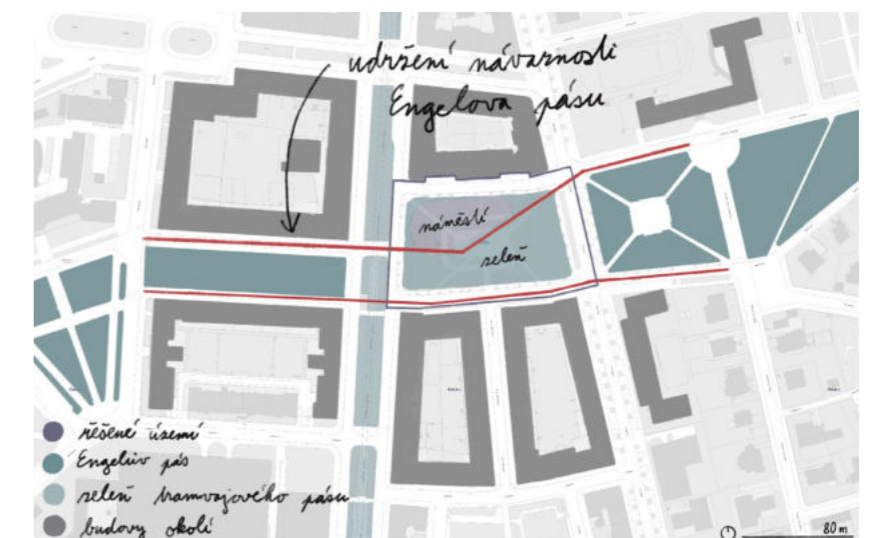 udržení návaznosti
Engelova pásu
náměstí
zeleň
řešené území
Engelův pás
zeleň tramvajového pásu
budovy okolí
80 m